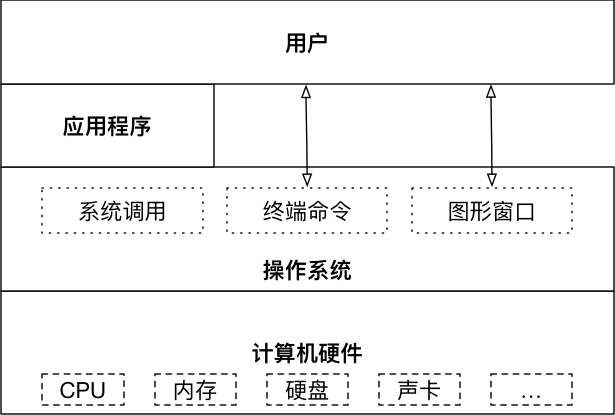 用户
应用程序
系统调用 终端命令 图形窗口
操作系统
计算机硬件
CPU 内存 硬盘 声卡 …